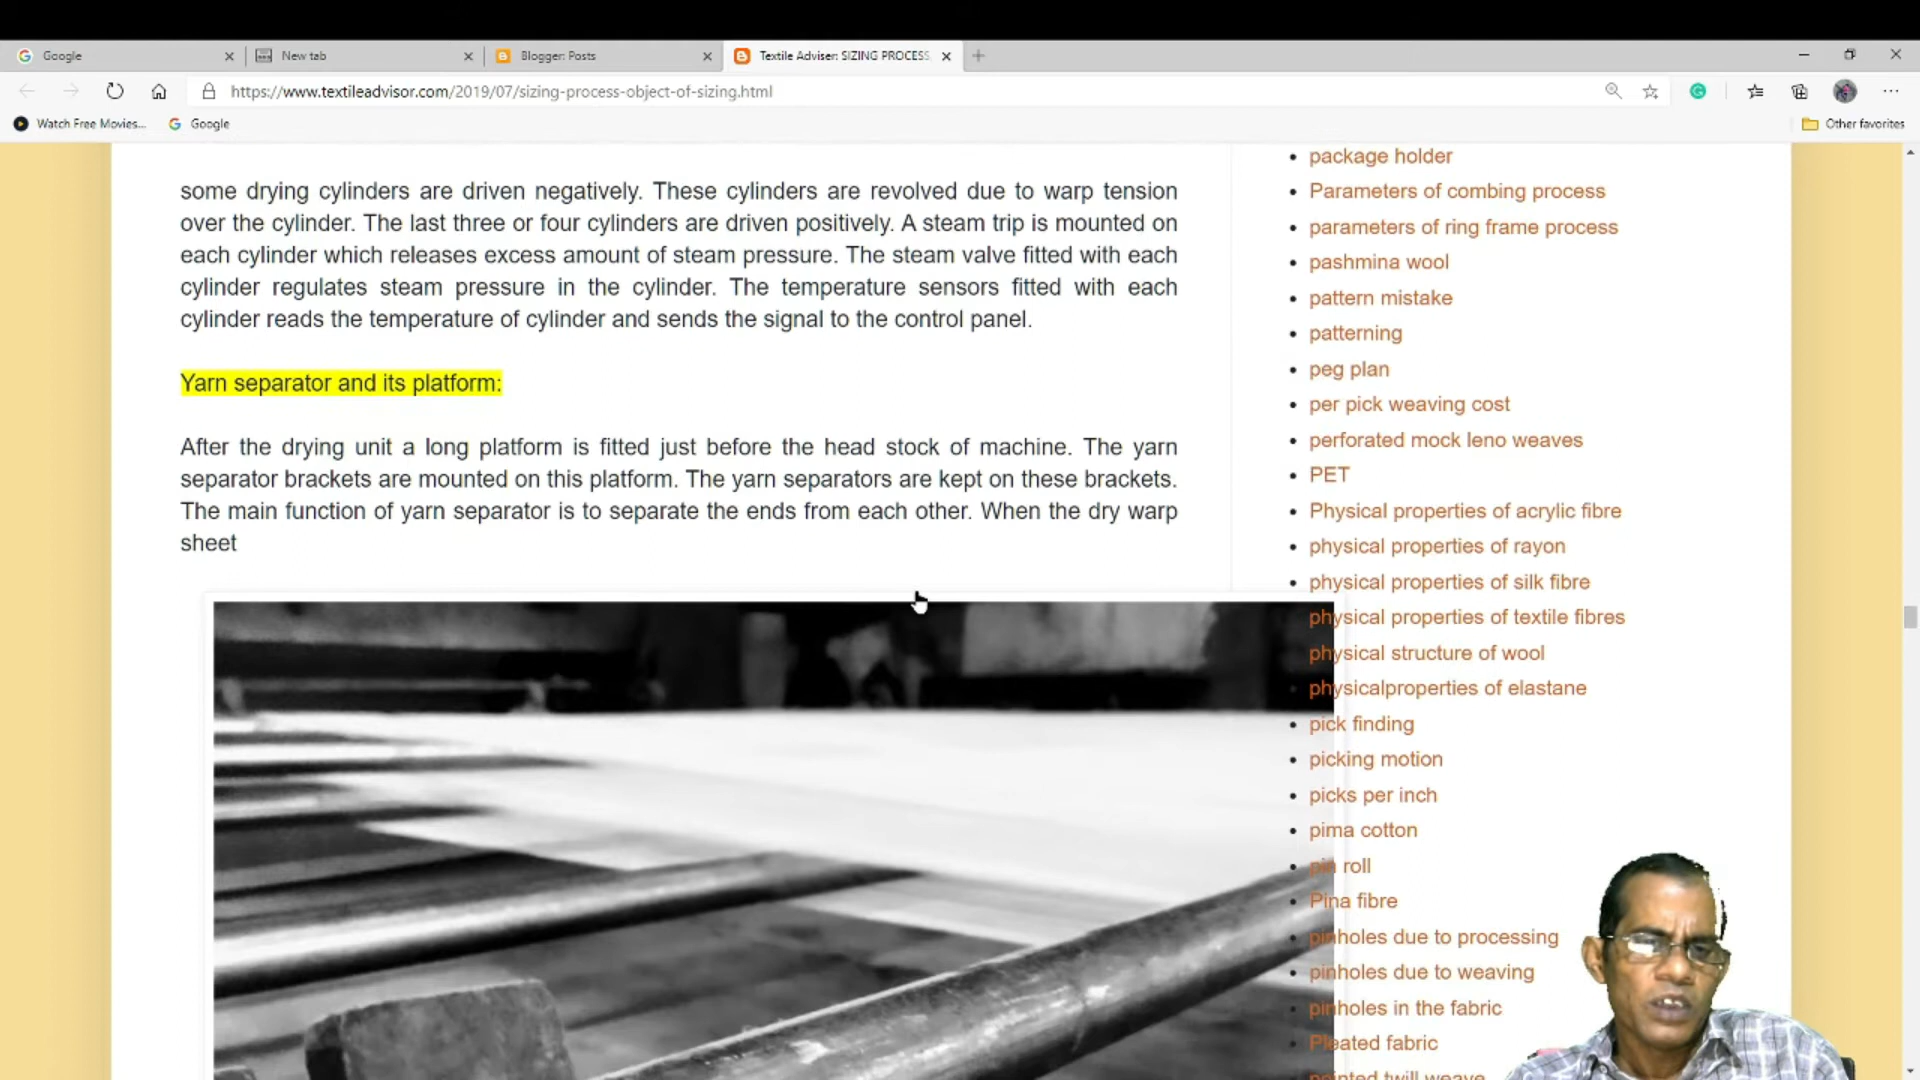 Google
New tab
Blogger: Posts
Textile Adviser: SIZING PROCESS,
https://www.textileadvisor.com/2019/07/sizing-process-object-of-sizing.html
Watch Free Movies...
Google
Other favorites
some drying cylinders are driven negatively. These cylinders are revolved due to warp tension
over the cylinder. The last three or four cylinders are driven positively. A steam trip is mounted on
each cylinder which releases excess amount of steam pressure. The steam valve fitted with each
cylinder regulates steam pressure in the cylinder. The temperature sensors fitted with each
cylinder reads the temperature of cylinder and sends the signal to the control panel.
Yarn separator and its platform:
After the drying unit a long platform is fitted just before the head stock of machine. The yarn
separator brackets are mounted on this platform. The yarn separators are kept on these brackets.
The main function of yarn separator is to separate the ends from each other. When the dry warp
sheet
package holder
Parameters of combing process
parameters of ring frame process
pashmina wool
pattern mistake
patterning
peg plan
per pick weaving cost
perforated mock leno weaves
PET
Physical properties of acrylic fibre
physical properties of rayon
physical properties of silk fibre
physical properties of textile fibres
physical structure of wool
physicalproperties of elastane
pick finding
picking motion
picks per inch
pima cotton
pin roll
Pina fibre
pinholes due to processing
pinholes due to weaving
pinholes in the fabric
Pleated fabric
pointed twill weave